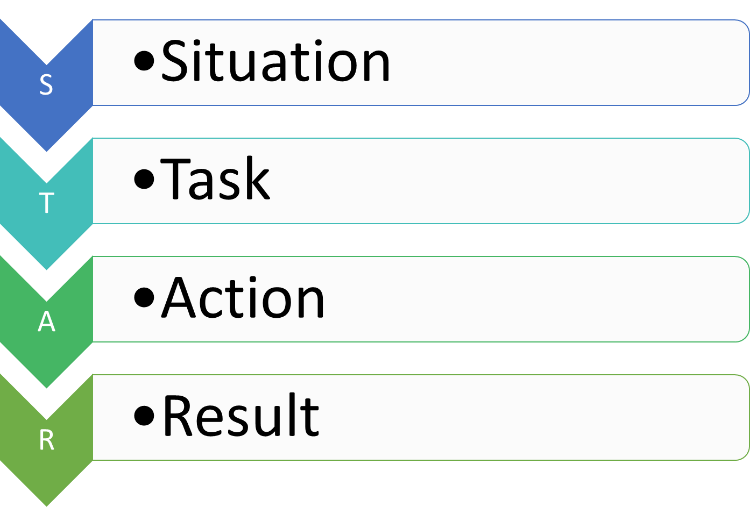 S
•Situation
T
•Task
A
•Action
R
•Result